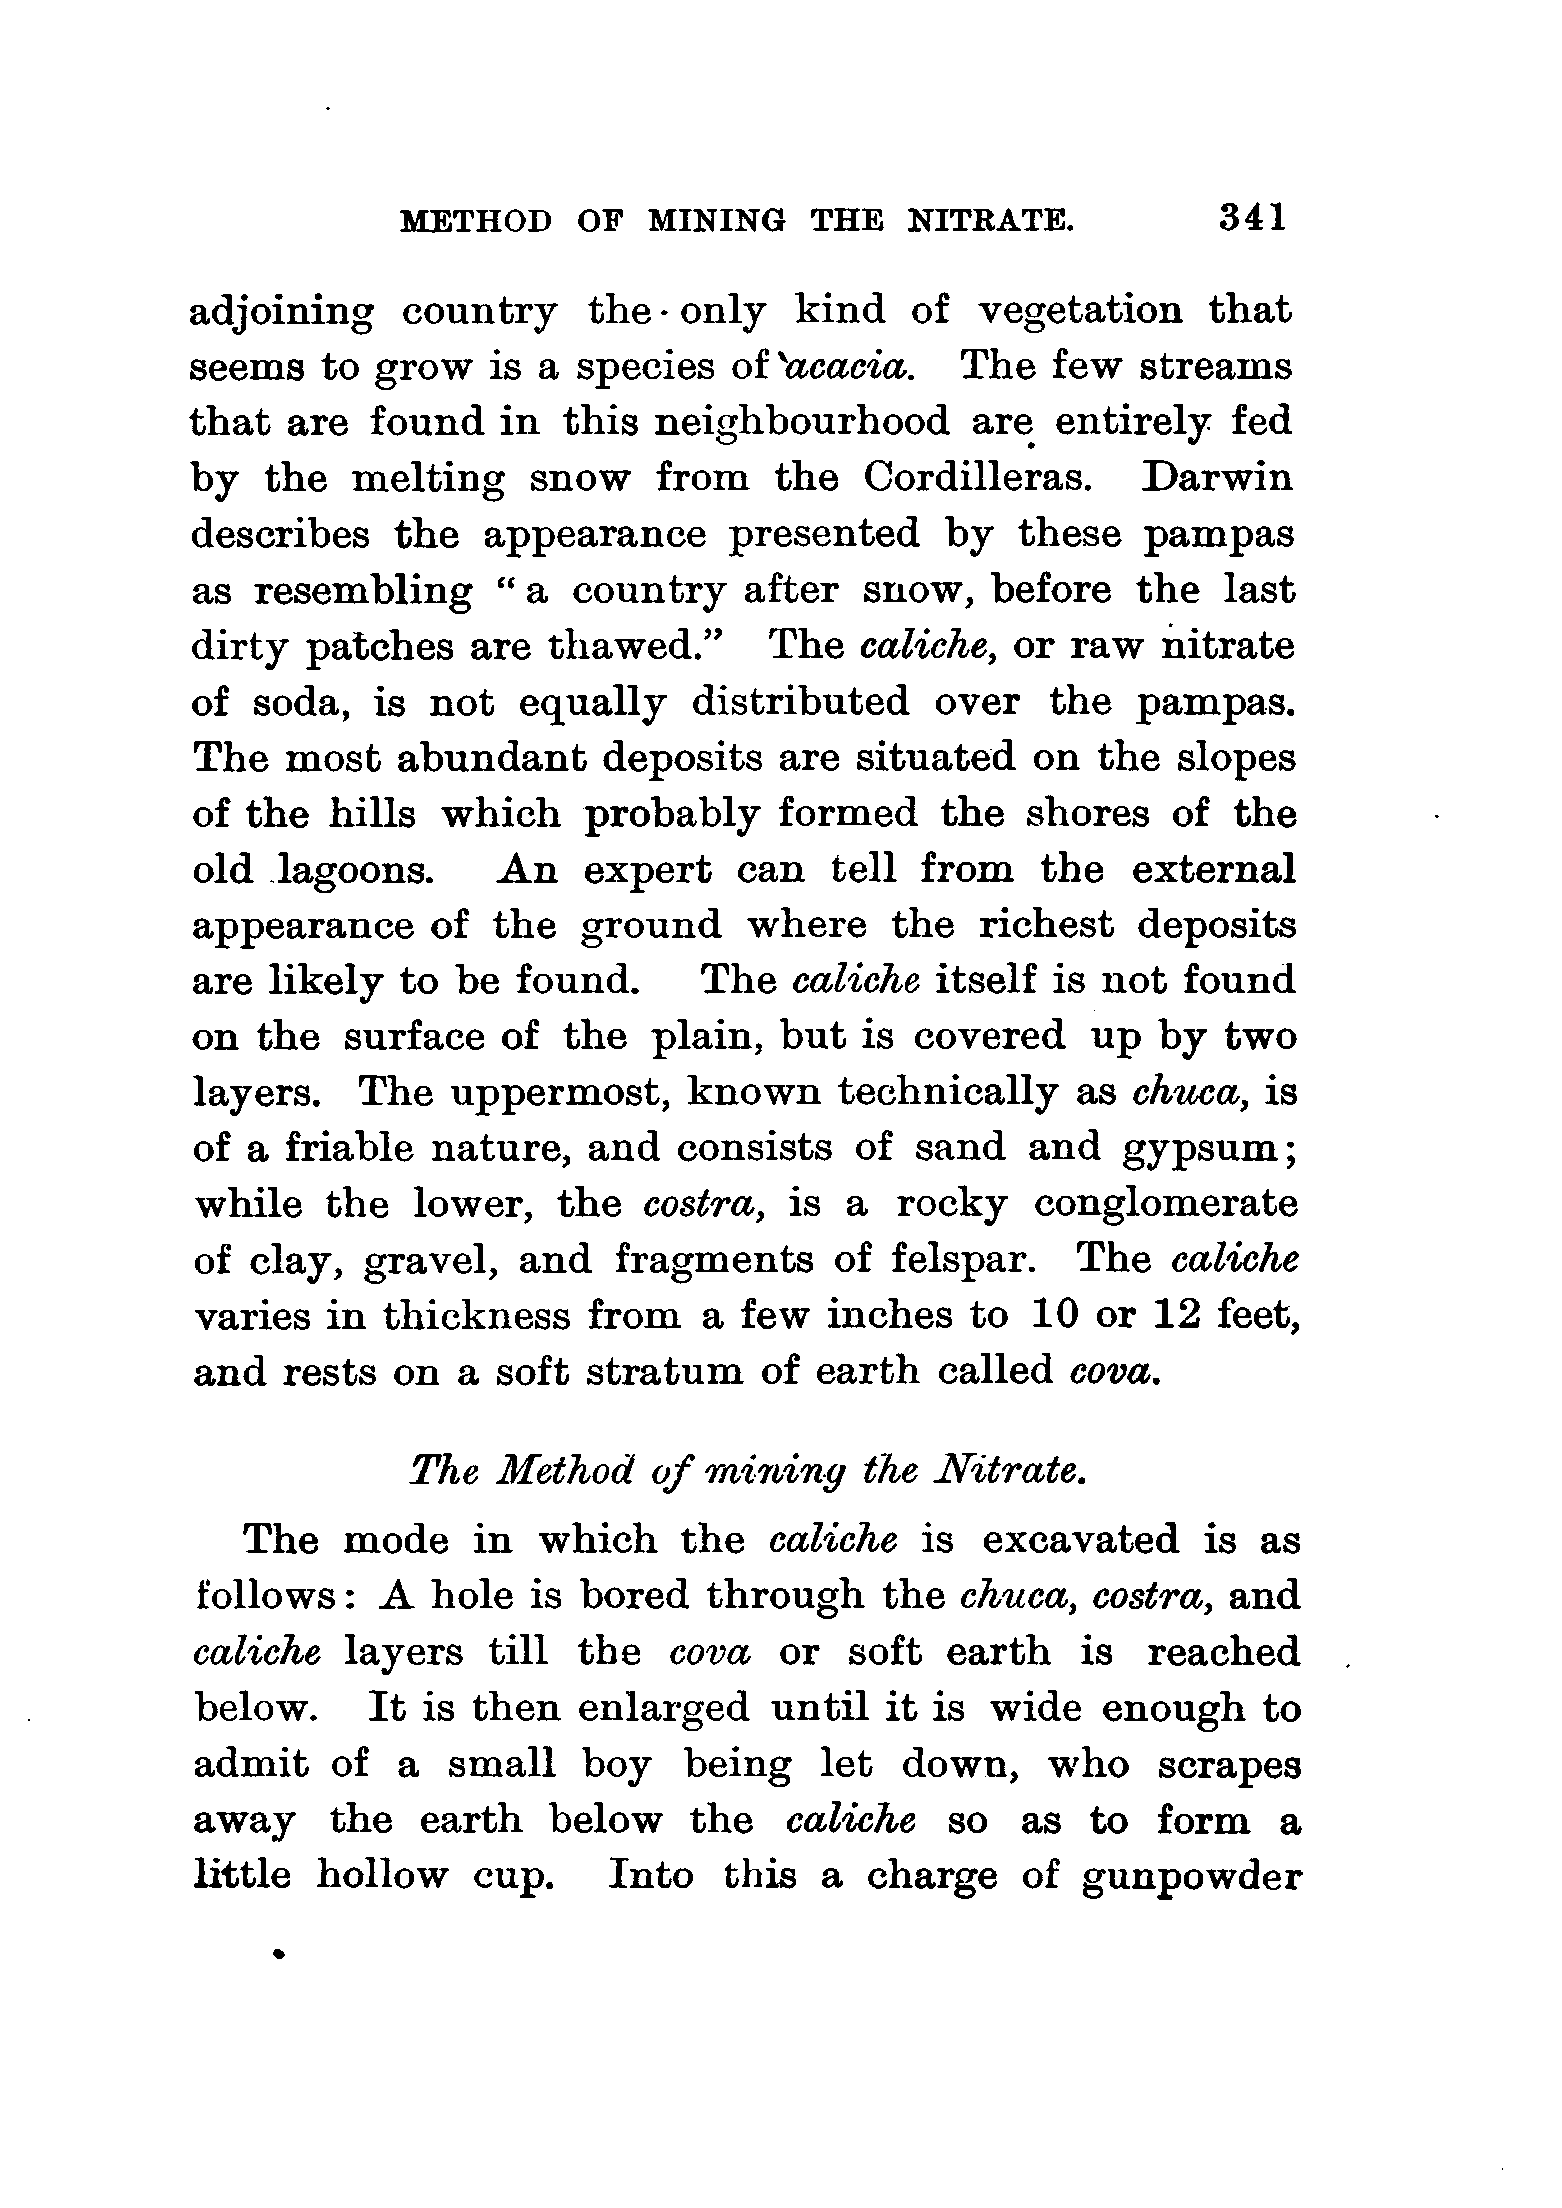 METHOD OF MINING THE NITRATE. 341
adjoining country the only kind of vegetation that
seems to grow is a species of acacia. The few streams
that are found in this neighbourhood are entirely fed
by the melting snow from the Cordilleras. Darwin
describes the appearance presented by these pampas
as resembling “a country after snow, before the last
dirty patches are thawed.” The caliche, or raw nitrate
of soda, is not equally distributed over the pampas.
The most abundant deposits are situated on the slopes
of the hills which probably formed the shores of the
old lagoons. An expert can tell from the external
appearance of the ground where the richest deposits
are likely to be found. The caliche itself is not found
on the surface of the plain, but is covered up by two
layers. The uppermost, known technically as chuca, is
of a friable nature, and consists of sand and gypsum;
while the lower, the costra, is a rocky conglomerate
of clay, gravel, and fragments of felspar. The caliche
varies in thickness from a few inches to 10 or 12 feet,
and rests on a soft stratum of earth called cova.
The Method of mining the Nitrate.
The mode in which the caliche is excavated is as
follows: A hole is bored through the chuca, costra, and
caliche layers till the cova or soft earth is reached
below. It is then enlarged until it is wide enough to
admit of a small boy being let down, who scrapes
away the earth below the caliche so as to form a
little hollow cup. Into this a charge of gunpowder